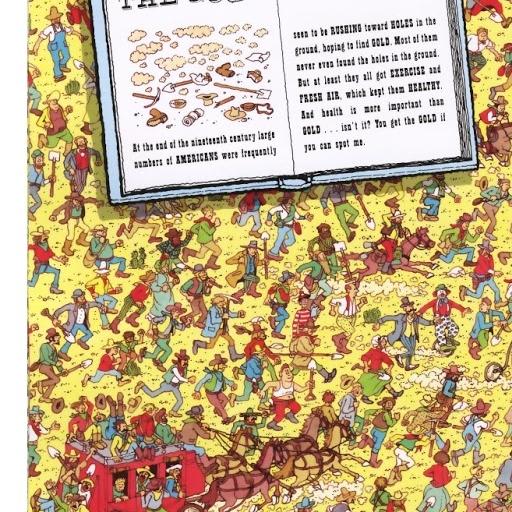 THE
At the end of the nineteenth century large
numbers of AMERICANS were frequently
seen to be RUSHING toward HOLES in the
ground, hoping to find GOLD. Most of them
never even found the holes in the ground.
But at least they all got EXERCISE and
FRESH AIR, which kept them HEALTHY.
And health is more important than
GOLD . . . isn't it? You get the GOLD if
you can spot me.